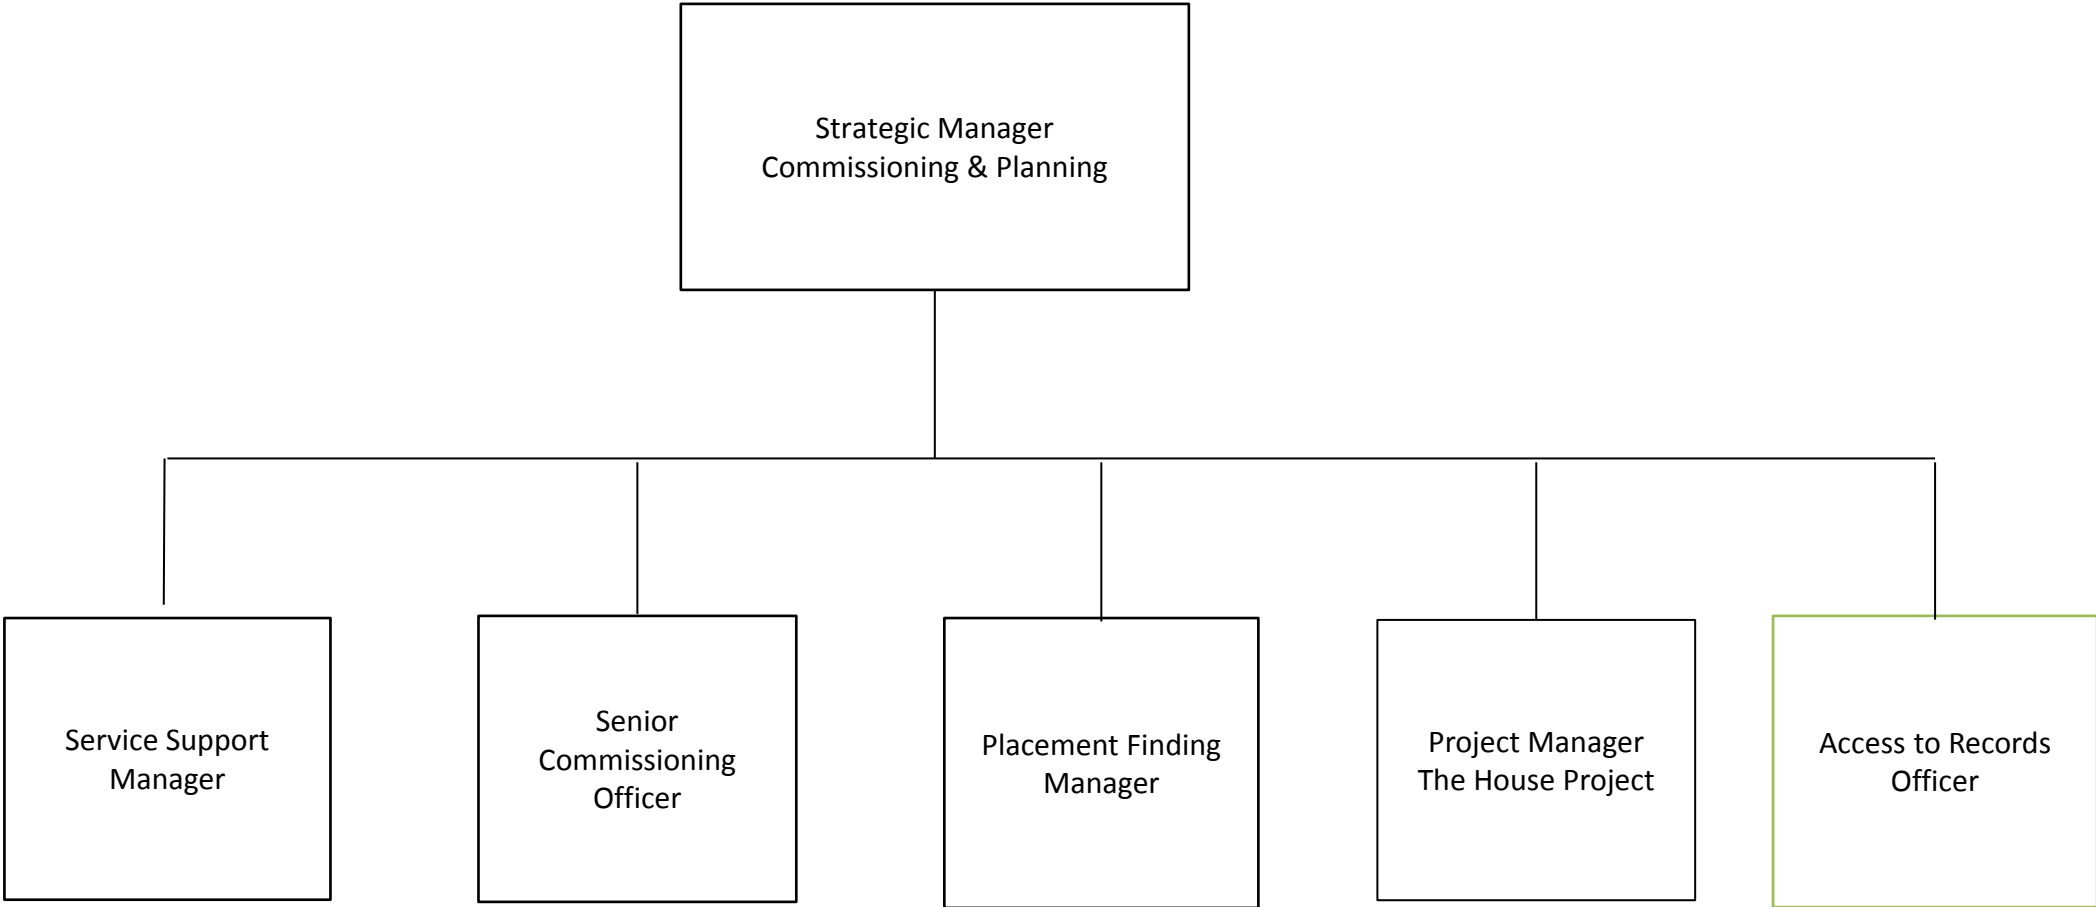 Strategic Manager
Commissioning & Planning
Service Support
Manager
Senior
Commissioning
Officer
Placement Finding
Manager
Project Manager
The House Project
Access to Records
Officer